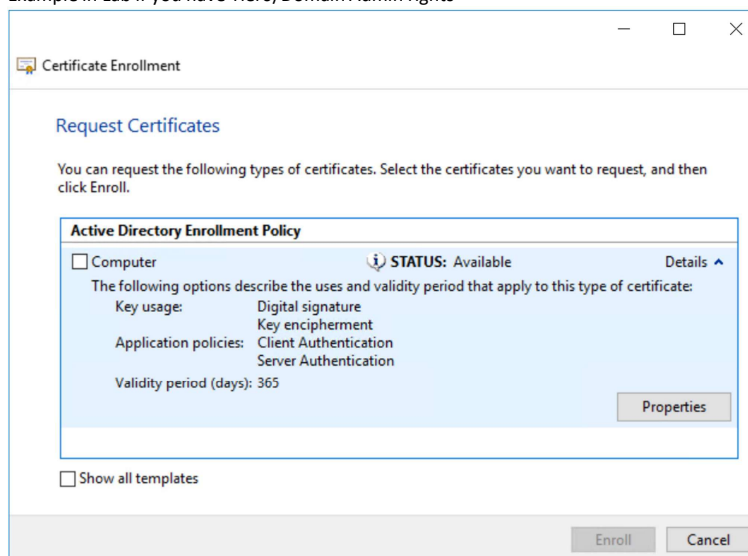 Certificate Enrollment
Request Certificates
You can request the following types of certificates. Select the certificates you want to request, and then
click Enroll.
Active Directory Enrollment Policy
Computer STATUS: Available Details
The following options describe the uses and validity period that apply to this type of certificate:
Key usage: Digital signature
Key encipherment
Application policies: Client Authentication
Server Authentication
Validity period (days): 365
Properties
Show all templates
Enroll Cancel